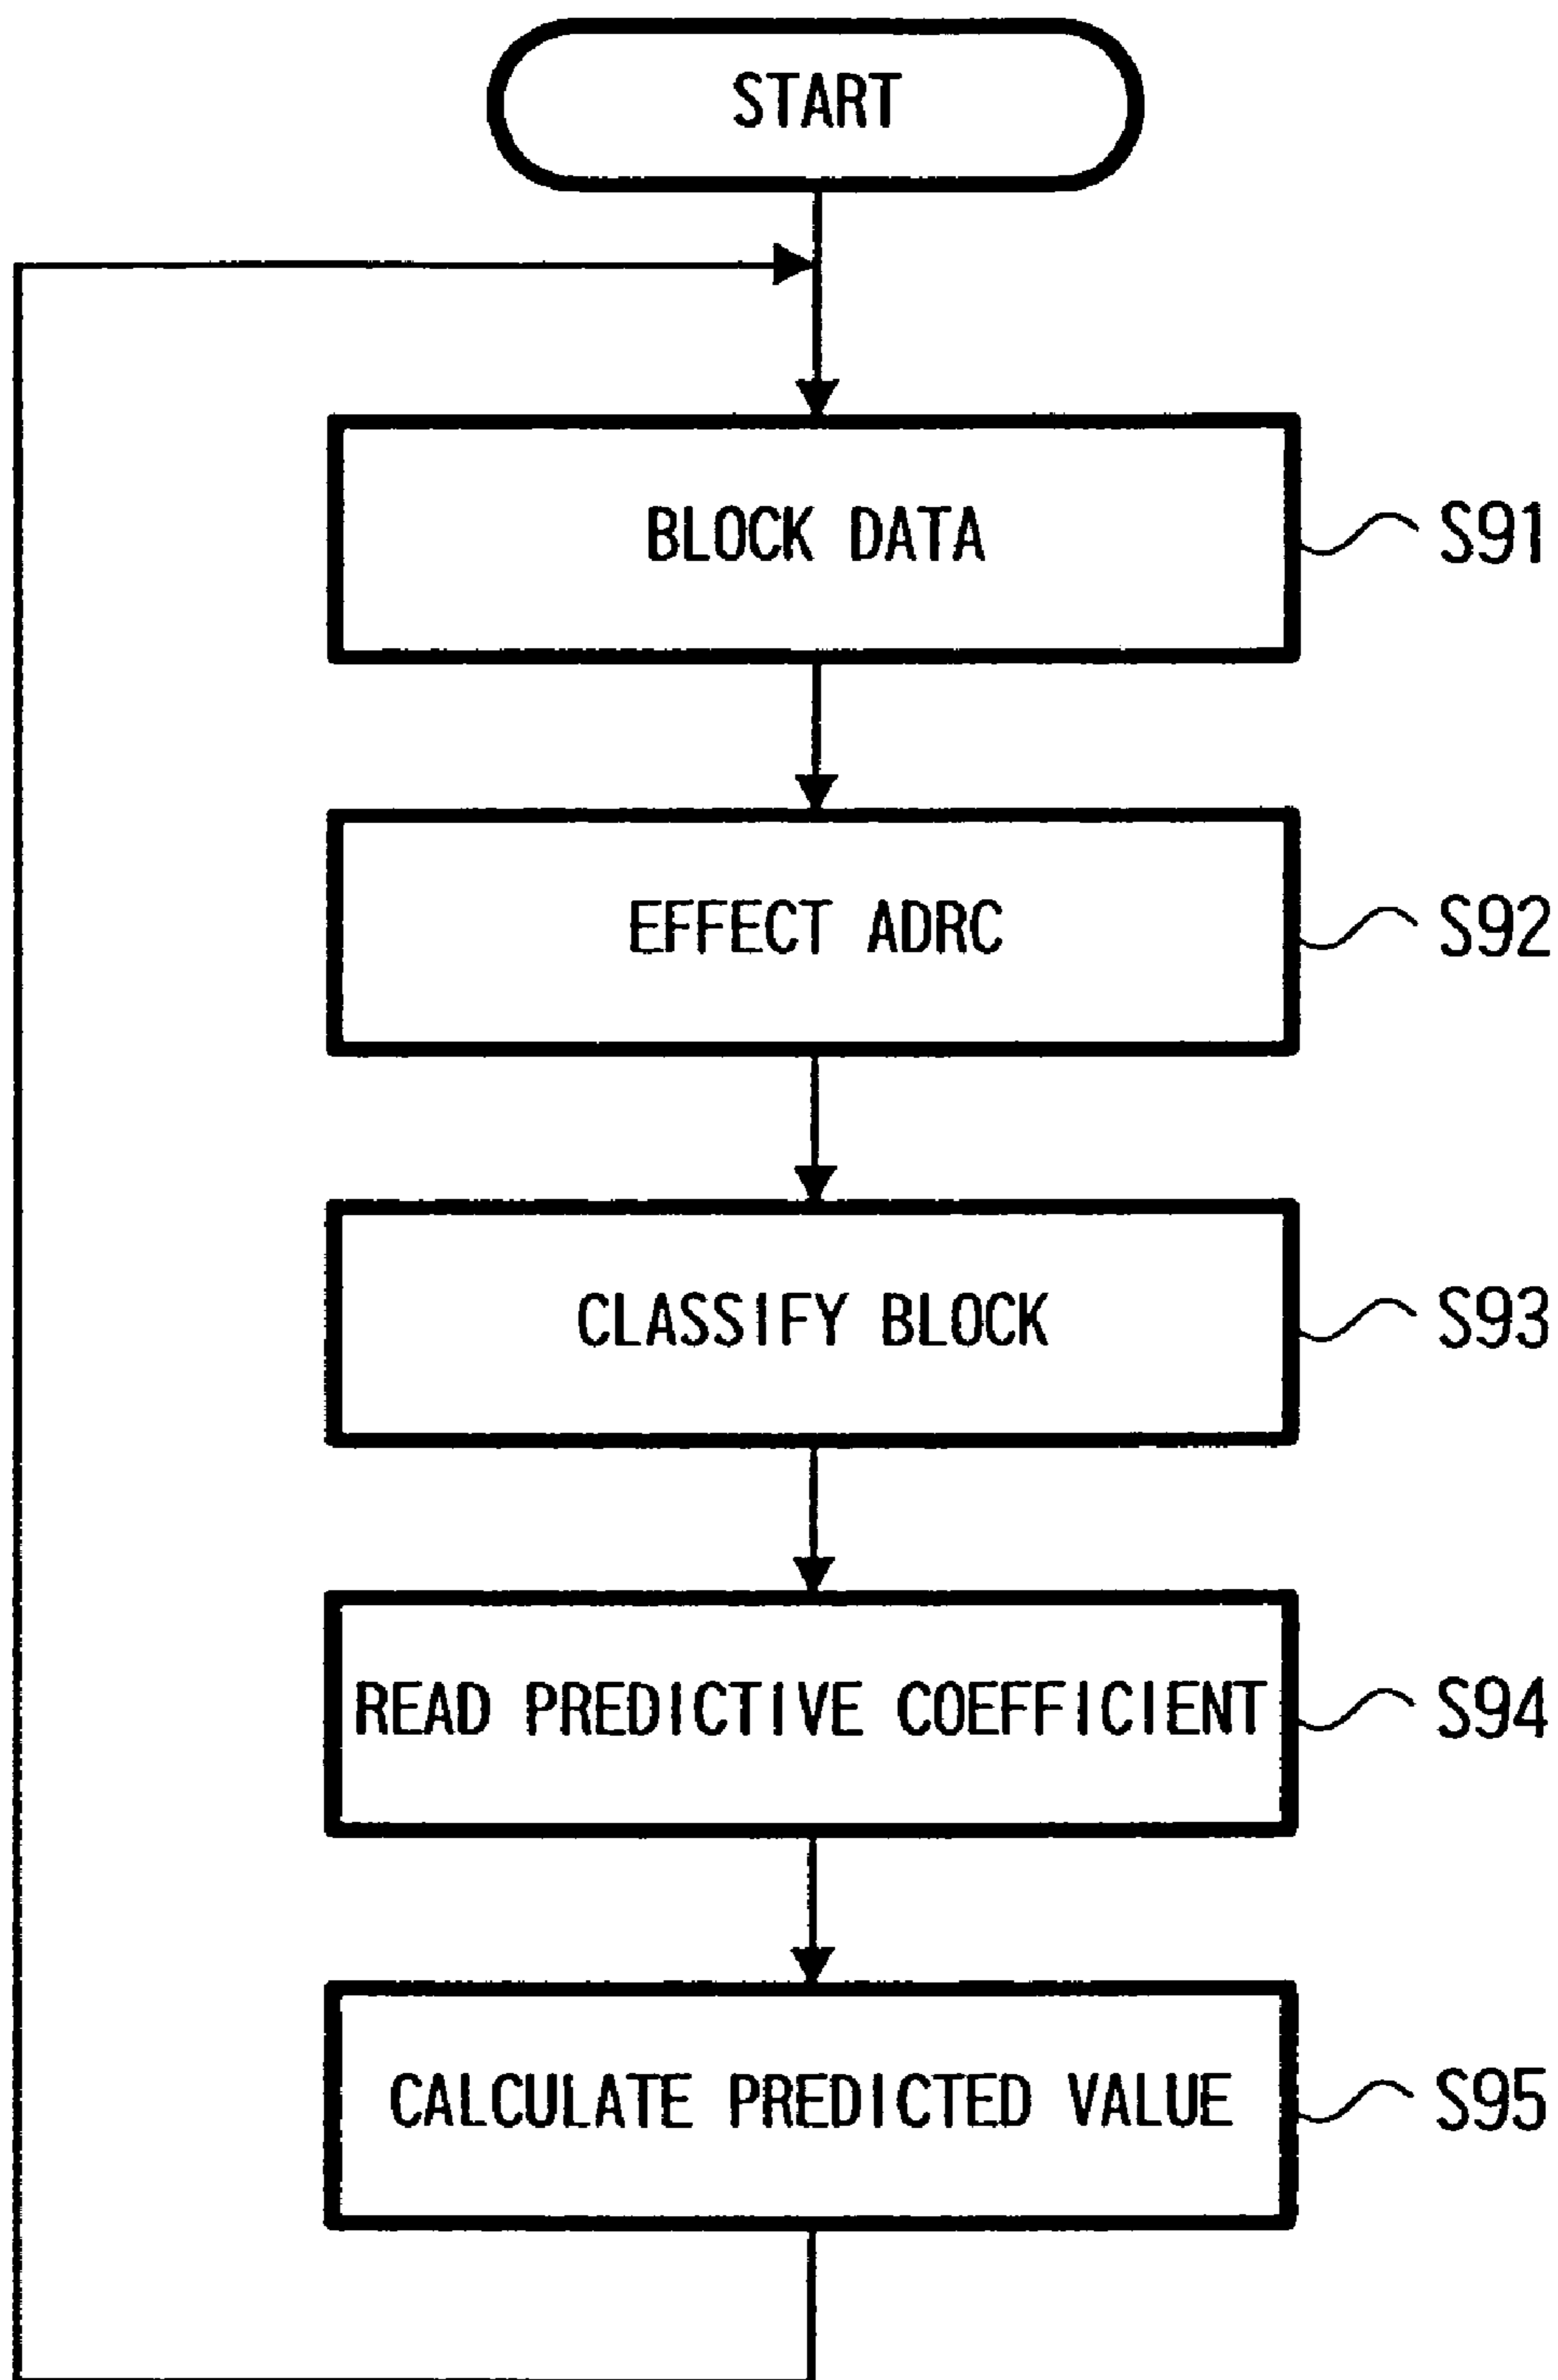 START
BLOCK DATA
S91
EFFECT ADRC
S92
CLASSIFY BLOCK
S93
READ PREDICTIVE COEFFICIENT
S94
CALCULATE PREDICTED VALUE
S95